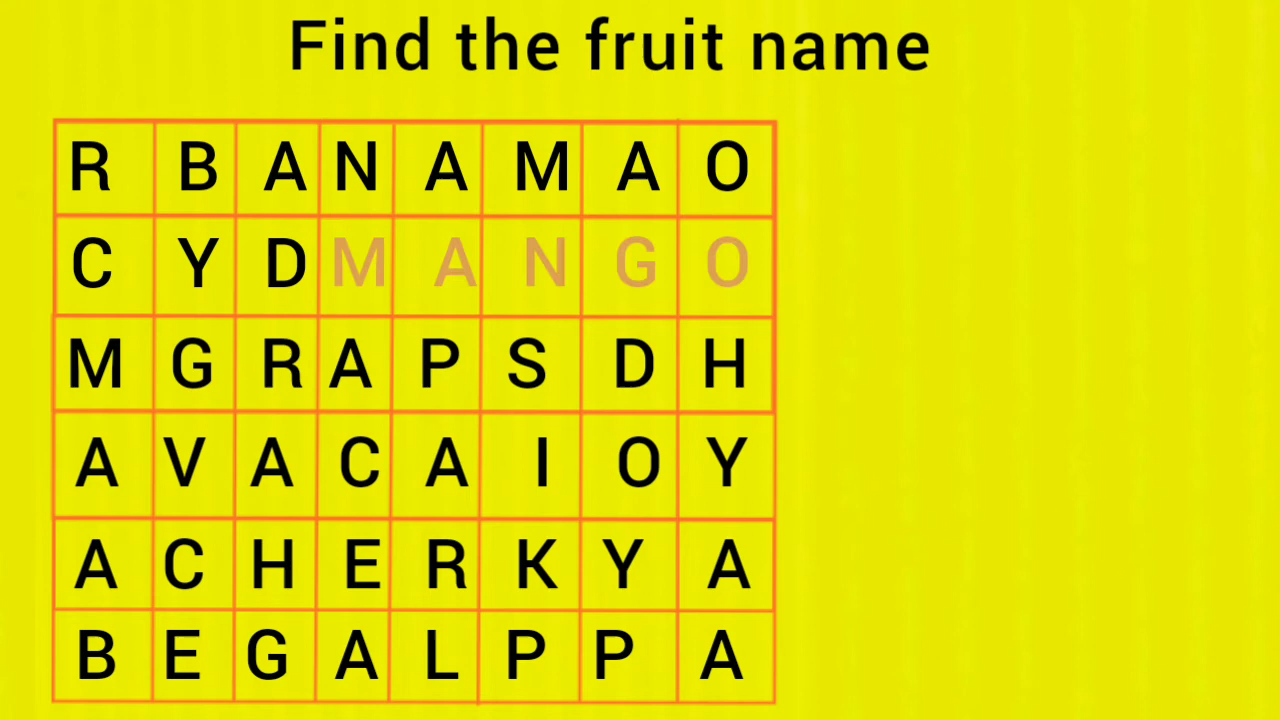 Find the fruit name
R B A N A M A O
C Y D M A N G O
M G R A P S D H
A V A C A I O Y
A C H E R K Y A
B E G A L P P A